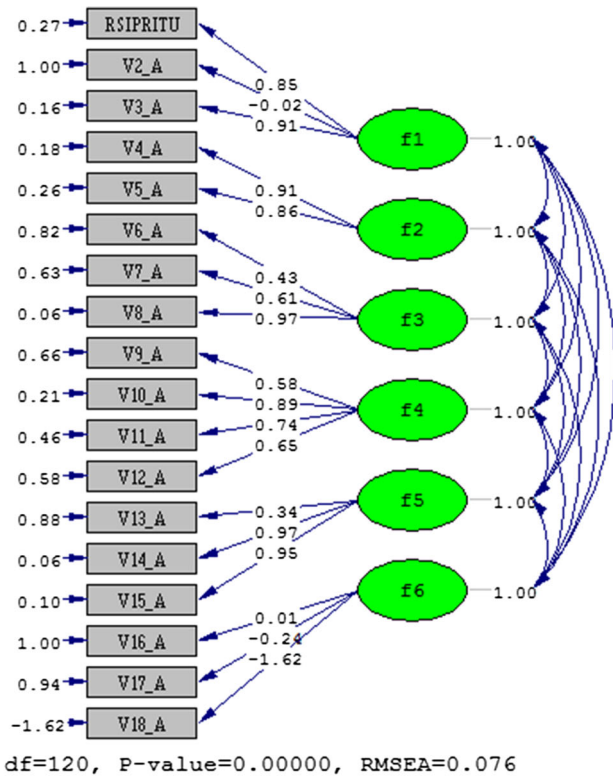 0.27 RSIPRITU
0.85
1.00 V2_A
-0.02
0.16 V3_A
0.91
f1 1.00
0.18 V4_A
0.91
0.26 V5_A
0.86
f2 1.00
0.82 V6_A
0.43
0.63 V7_A
0.61
0.06 V8_A
0.97
f3 1.00
0.66 V9_A
0.58
0.21 V10_A
0.89
0.46 V11_A
0.74
0.58 V12_A
0.65
f4 1.00
0.88 V13_A
0.34
0.06 V14_A
0.97
0.10 V15_A
0.95
f5 1.00
1.00 V16_A
0.01
0.94 V17_A
-0.24
-1.62 V18_A
-1.62
f6 1.00
df=120, P-value=0.00000, RMSEA=0.076